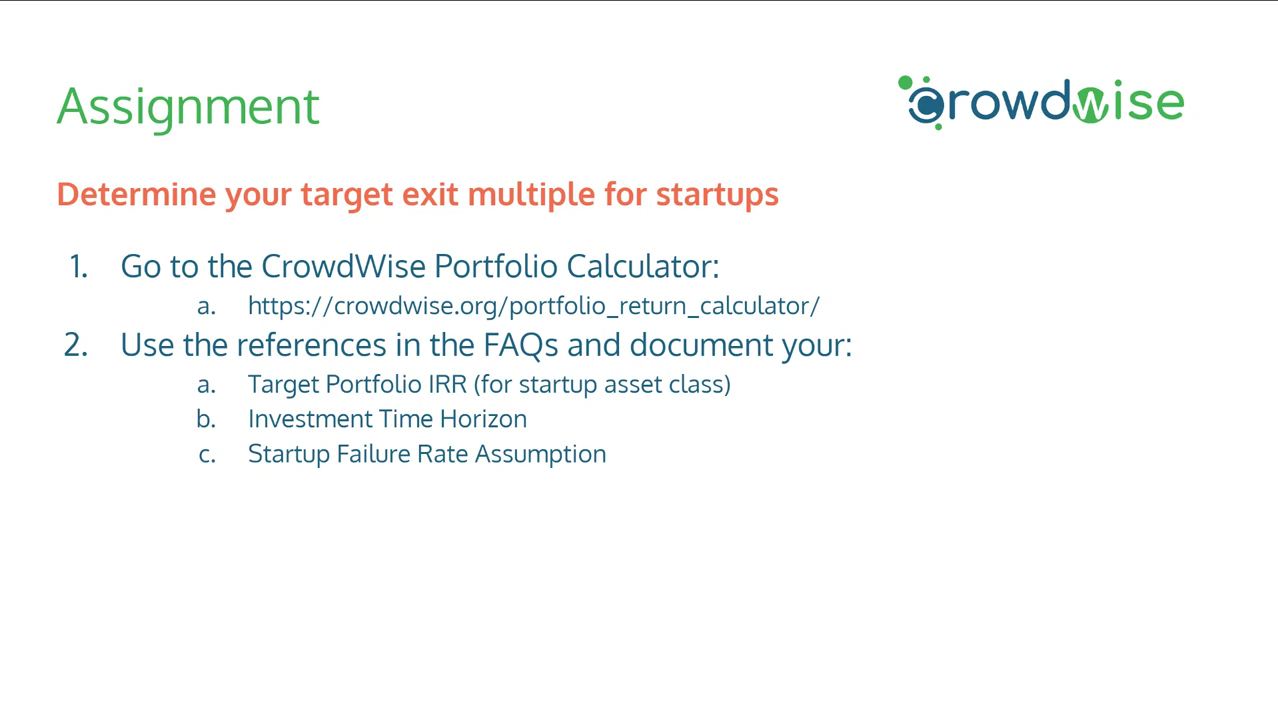 Assignment
crowdwise
Determine your target exit multiple for startups
1. Go to the CrowdWise Portfolio Calculator:
a. https://crowdwise.org/portfolio_return_calculator/
2. Use the references in the FAQs and document your:
a. Target Portfolio IRR (for startup asset class)
b. Investment Time Horizon
c. Startup Failure Rate Assumption